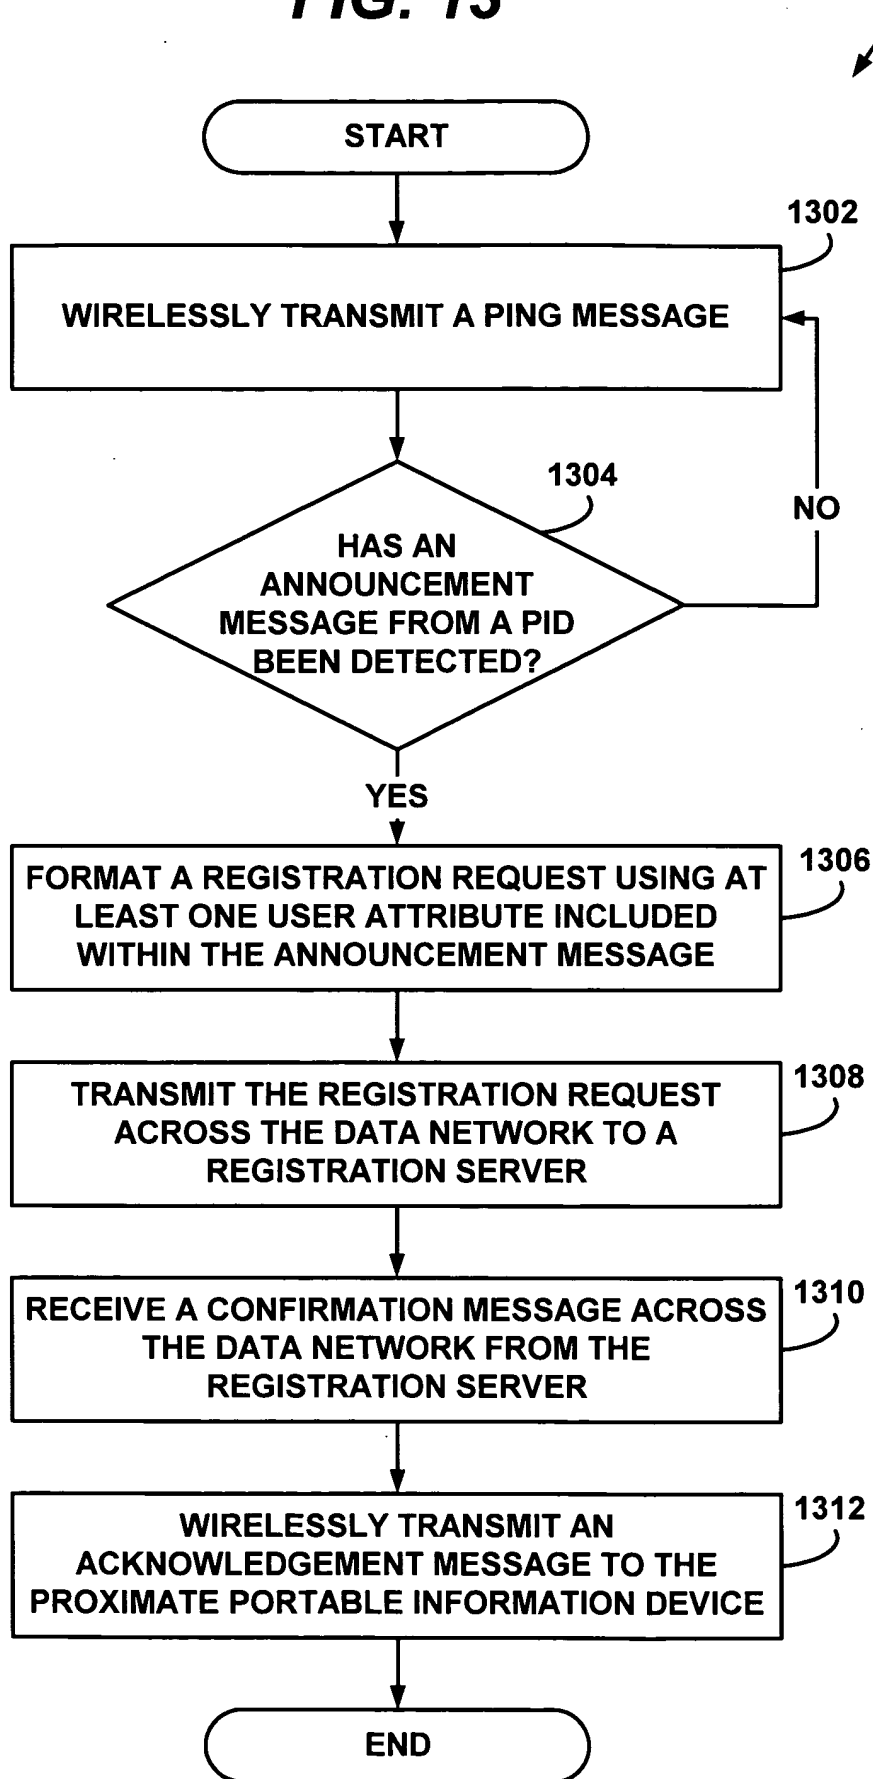 FIG. 13
START
1302
WIRELESSLY TRANSMIT A PING MESSAGE
1304
NO
HAS AN
ANNOUNCEMENT
MESSAGE FROM A PID
BEEN DETECTED?
YES
1306
FORMAT A REGISTRATION REQUEST USING AT
LEAST ONE USER ATTRIBUTE INCLUDED
WITHIN THE ANNOUNCEMENT MESSAGE
1308
TRANSMIT THE REGISTRATION REQUEST
ACROSS THE DATA NETWORK TO A
REGISTRATION SERVER
1310
RECEIVE A CONFIRMATION MESSAGE ACROSS
THE DATA NETWORK FROM THE
REGISTRATION SERVER
1312
WIRELESSLY TRANSMIT AN
ACKNOWLEDGEMENT MESSAGE TO THE
PROXIMATE PORTABLE INFORMATION DEVICE
END